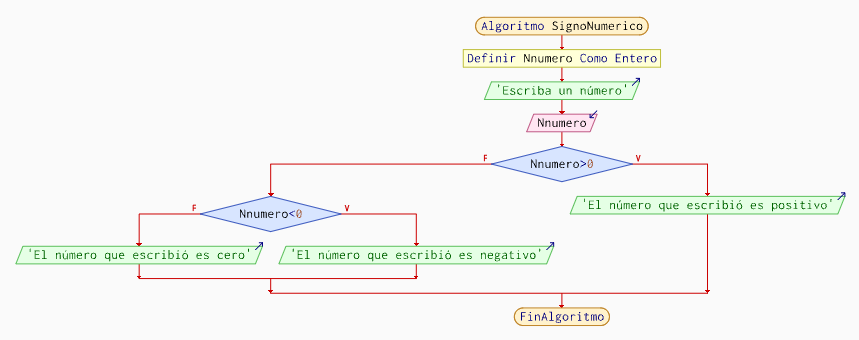 Algoritmo SignoNumerico
Definir Nnumero Como Entero
'Escriba un número'
Nnumero
F
Nnumero>0
V
F
Nnumero<0
V
'El número que escribió es positivo'
'El número que escribió es cero'
'El número que escribió es negativo'
FinAlgoritmo